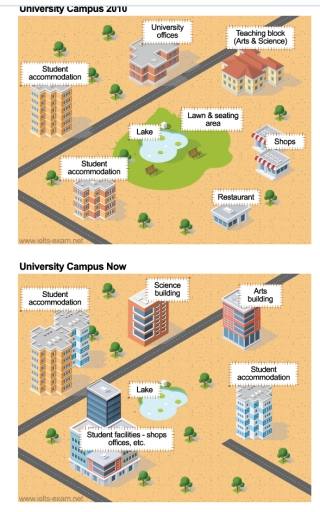 University Campus 2010
University
offices
Teaching block
(Arts & Science)
Student
accommodation
Lawn & seating
area
Lake
Shops
Student
accommodation
Restaurant
www.ielts-exam.net
University Campus Now
Science
building
Arts
building
Student
accommodation
Student
accommodation
Lake
Student facilities - shops
offices, etc.
www.ielts-exam.net